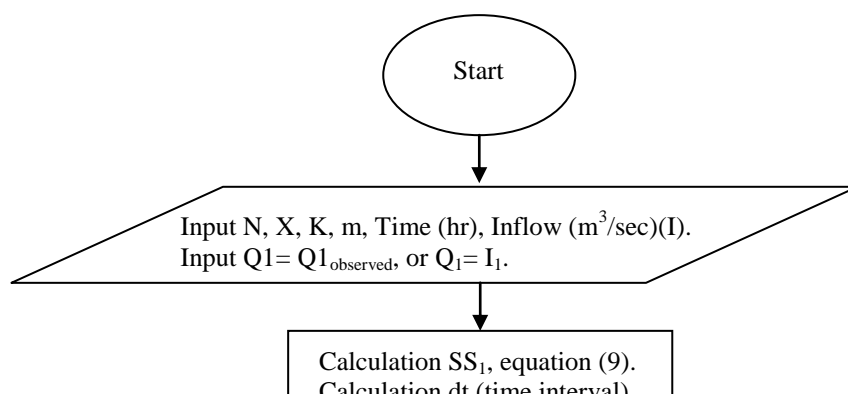 Start
Input N, X, K, m, Time (hr), Inflow (m³/sec)(I).
Input Q1= Q1observed, or Q₁= I₁.
Calculation SS₁, equation (9).
Calculation dt (time interval)